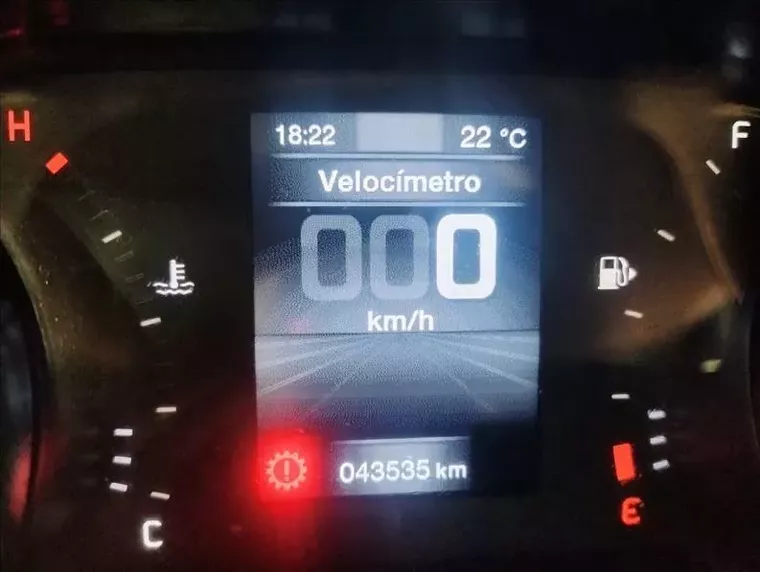 H
F
18:22 22 °C
Velocímetro
000
km/h
043535 km
C
E